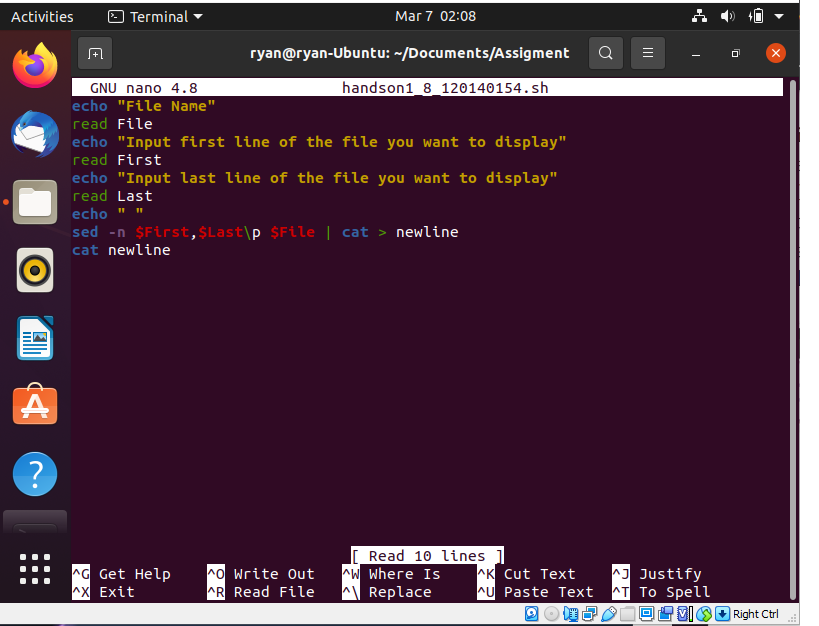 Activities Terminal Mar 7 02:08
ryan@ryan-Ubuntu: ~/Documents/Assigment
GNU nano 4.8 handson1_8_120140154.sh
echo "File Name"
read File
echo "Input first line of the file you want to display"
read First
echo "Input last line of the file you want to display"
read Last
echo " "
sed -n $First,$Last\p $File | cat > newline
cat newline
[ Read 10 lines ]
^G Get Help ^O Write Out ^W Where Is ^K Cut Text ^J Justify
^X Exit ^R Read File ^\ Replace ^U Paste Text ^T To Spell
Right Ctrl